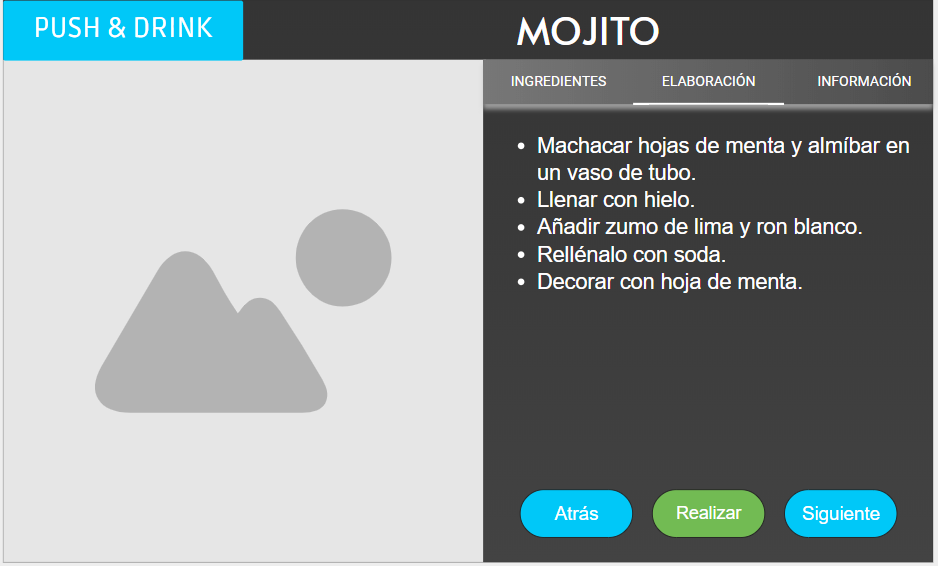 PUSH & DRINK
MOJITO
INGREDIENTES
ELABORACIÓN
INFORMACIÓN
• Machacar hojas de menta y almíbar en
un vaso de tubo.
• Llenar con hielo.
• Añadir zumo de lima y ron blanco.
• Rellénalo con soda.
• Decorar con hoja de menta.
Atrás
Realizar
Siguiente